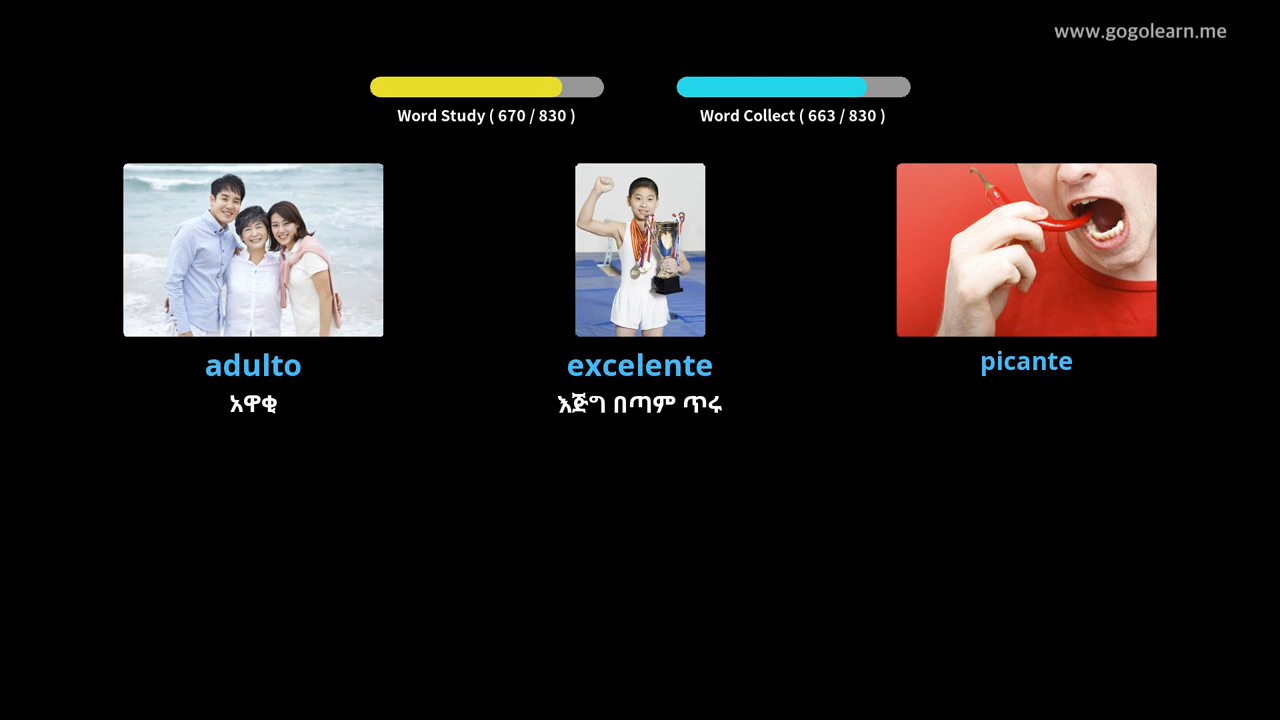 www.gogolearn.me
Word Study ( 670 / 830 )
Word Collect ( 663 / 830 )
adulto
excelente
picante
አዋቂ
እጅግ በጣም ጥሩ